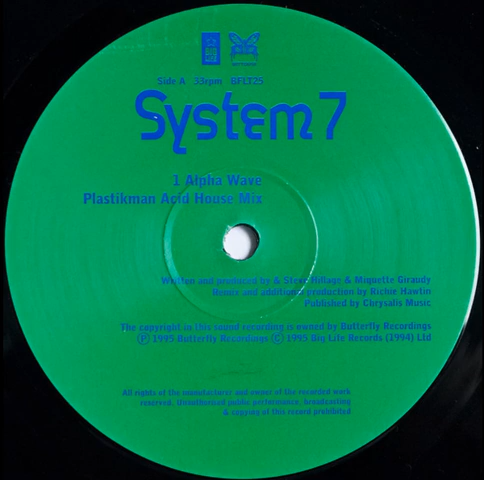 Side A 33rpm BFLT25
System 7
1 Alpha Wave
Plastikman Acid House Mix
Written and produced by & Steve Hillage & Miquette Giraudy
Remix and additional production by Richie Hawtin
Published by Chrysalis Music
The copyright in this sound recording is owned by Butterfly Recordings
Ⓟ 1995 Butterfly Recordings Ⓒ 1995 Big Life Records (1994) Ltd
All rights of the manufacturer and owner of the recorded work
reserved. Unauthorised public performance, broadcasting
& copying of this record prohibited